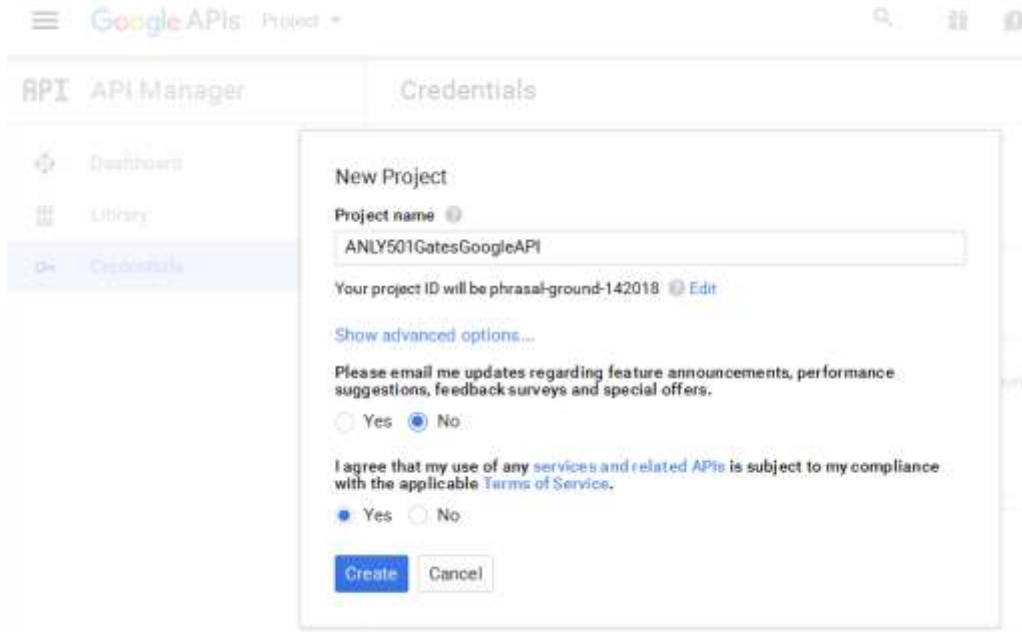 Google APIs Project
API API Manager Credentials
Dashboard
Library
Credentials
New Project
Project name
ANLY501GatesGoogleAPI
Your project ID will be phrasal-ground-142018 Edit
Show advanced options...
Please email me updates regarding feature announcements, performance
suggestions, feedback surveys and special offers.
Yes No
I agree that my use of any services and related APIs is subject to my compliance
with the applicable Terms of Service.
Yes No
Create Cancel